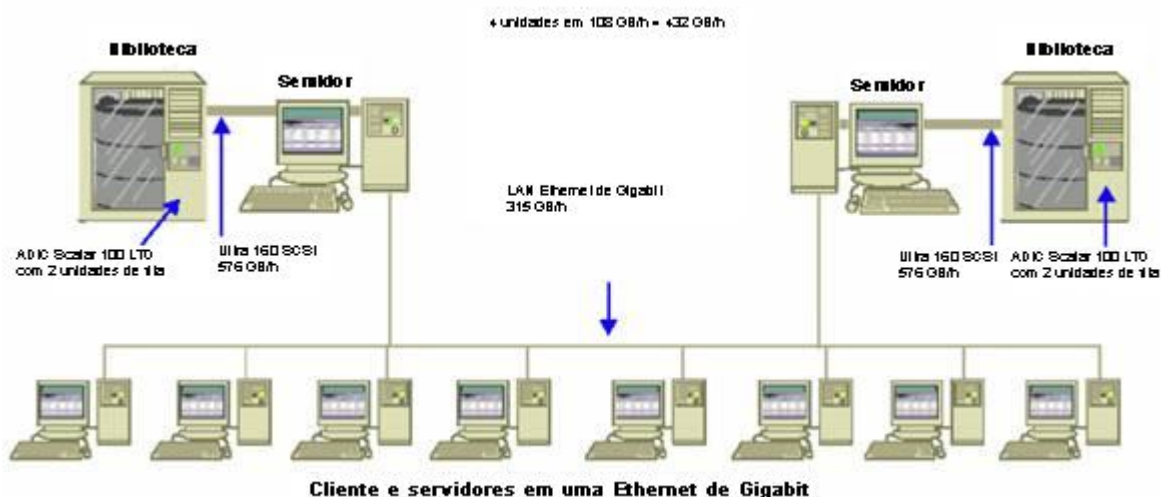 4 unidades em 108 GB/h = 432 GB/h
Biblioteca
Servidor
Servidor
Biblioteca
LAN Ethernet de Gigabit
315 GB/h
ADIC Scalar 100 LTO
com 2 unidades de fita
Ultra 160 SCSI
576 GB/h
Ultra 160 SCSI
576 GB/h
ADIC Scalar 100 LTO
com 2 unidades de fita
Cliente e servidores em uma Ethernet de Gigabit